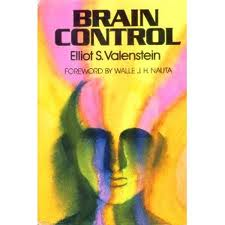 BRAIN
CONTROL
Elliot S. Valenstein
FOREWORD BY WALLE J. H. NAUTA